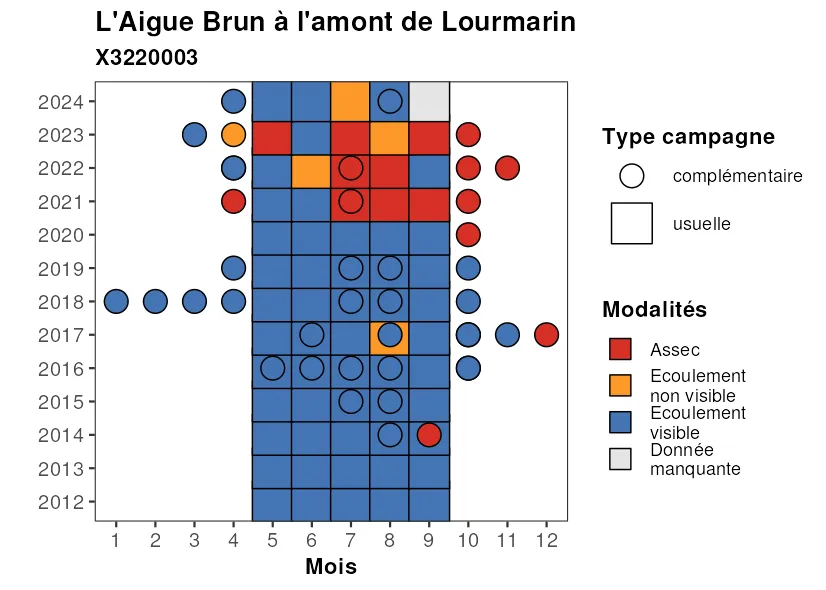 L'Aigue Brun à l'amont de Lourmarin
X3220003
2024
2023
2022
2021
2020
2019
2018
2017
2016
2015
2014
2013
2012
1 2 3 4 5 6 7 8 9 10 11 12
Mois
Type campagne
complémentaire
usuelle
Modalités
Assec
Ecoulement
non visible
Ecoulement
visible
Donnée
manquante